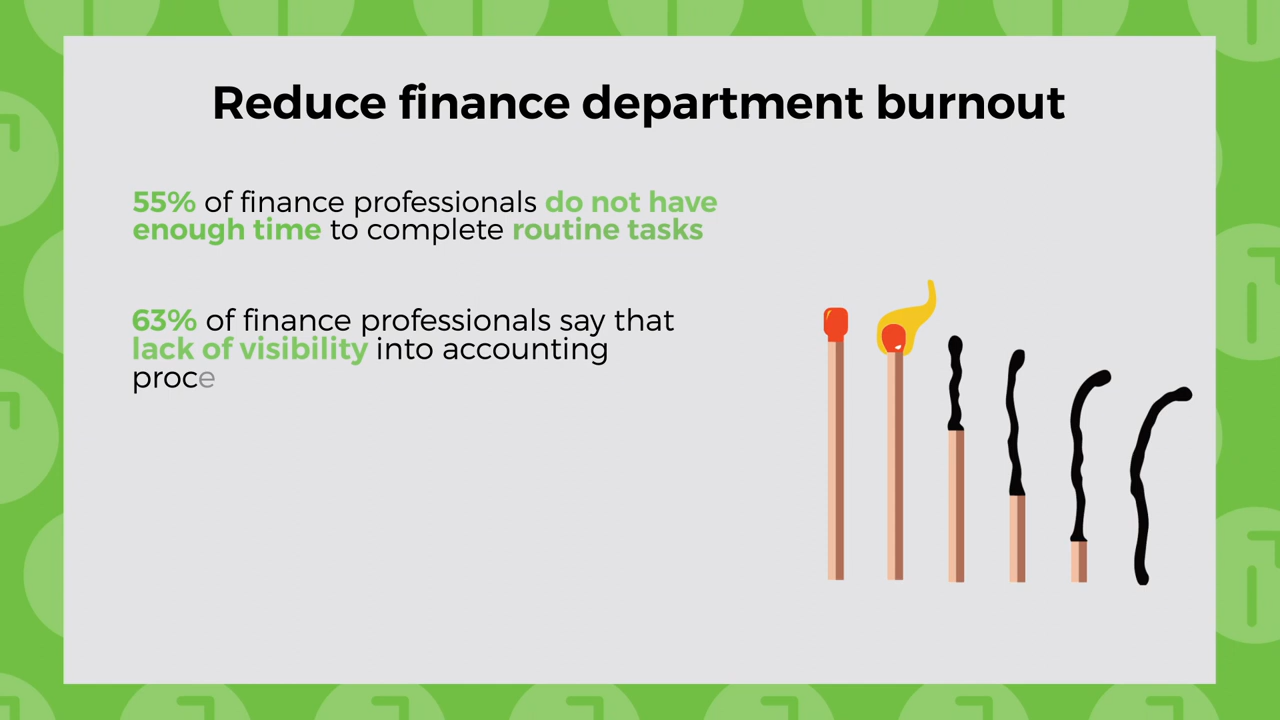 Reduce finance department burnout
55% of finance professionals do not have
enough time to complete routine tasks
63% of finance professionals say that
lack of visibility into accounting
proce